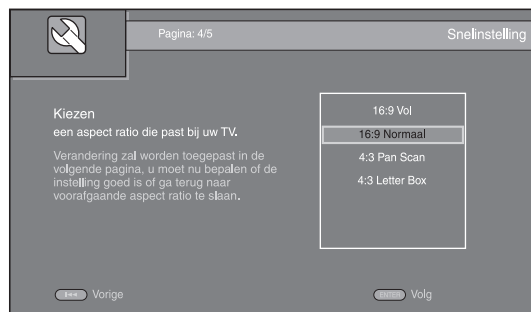 Pagina: 4/5
Snelinstelling
Kiezen
een aspect ratio die past bij uw TV.
Verandering zal worden toegepast in de
volgende pagina, u moet nu bepalen of de
instelling goed is of ga terug naar
voorafgaande aspect ratio te slaan.
16:9 Vol
16:9 Normaal
4:3 Pan Scan
4:3 Letter Box
Vorige
ENTER Volg